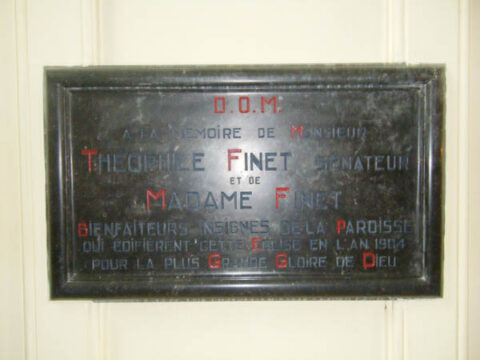 D.O.M.
A LA MEMOIRE DE MONSIEUR
THEOPHILE FINET SENATEUR
ET DE
MADAME FINET
BIENFAITEURS INSIGNES DE LA PAROISSE
QUI EDIFIERENT CETTE EGLISE EN L'AN 1904
POUR LA PLUS GRANDE GLOIRE DE DIEU